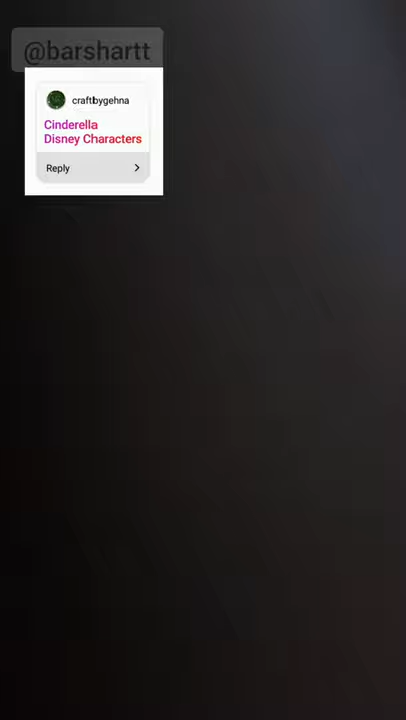 @barshartt
craftbygehna
Cinderella
Disney Characters
Reply